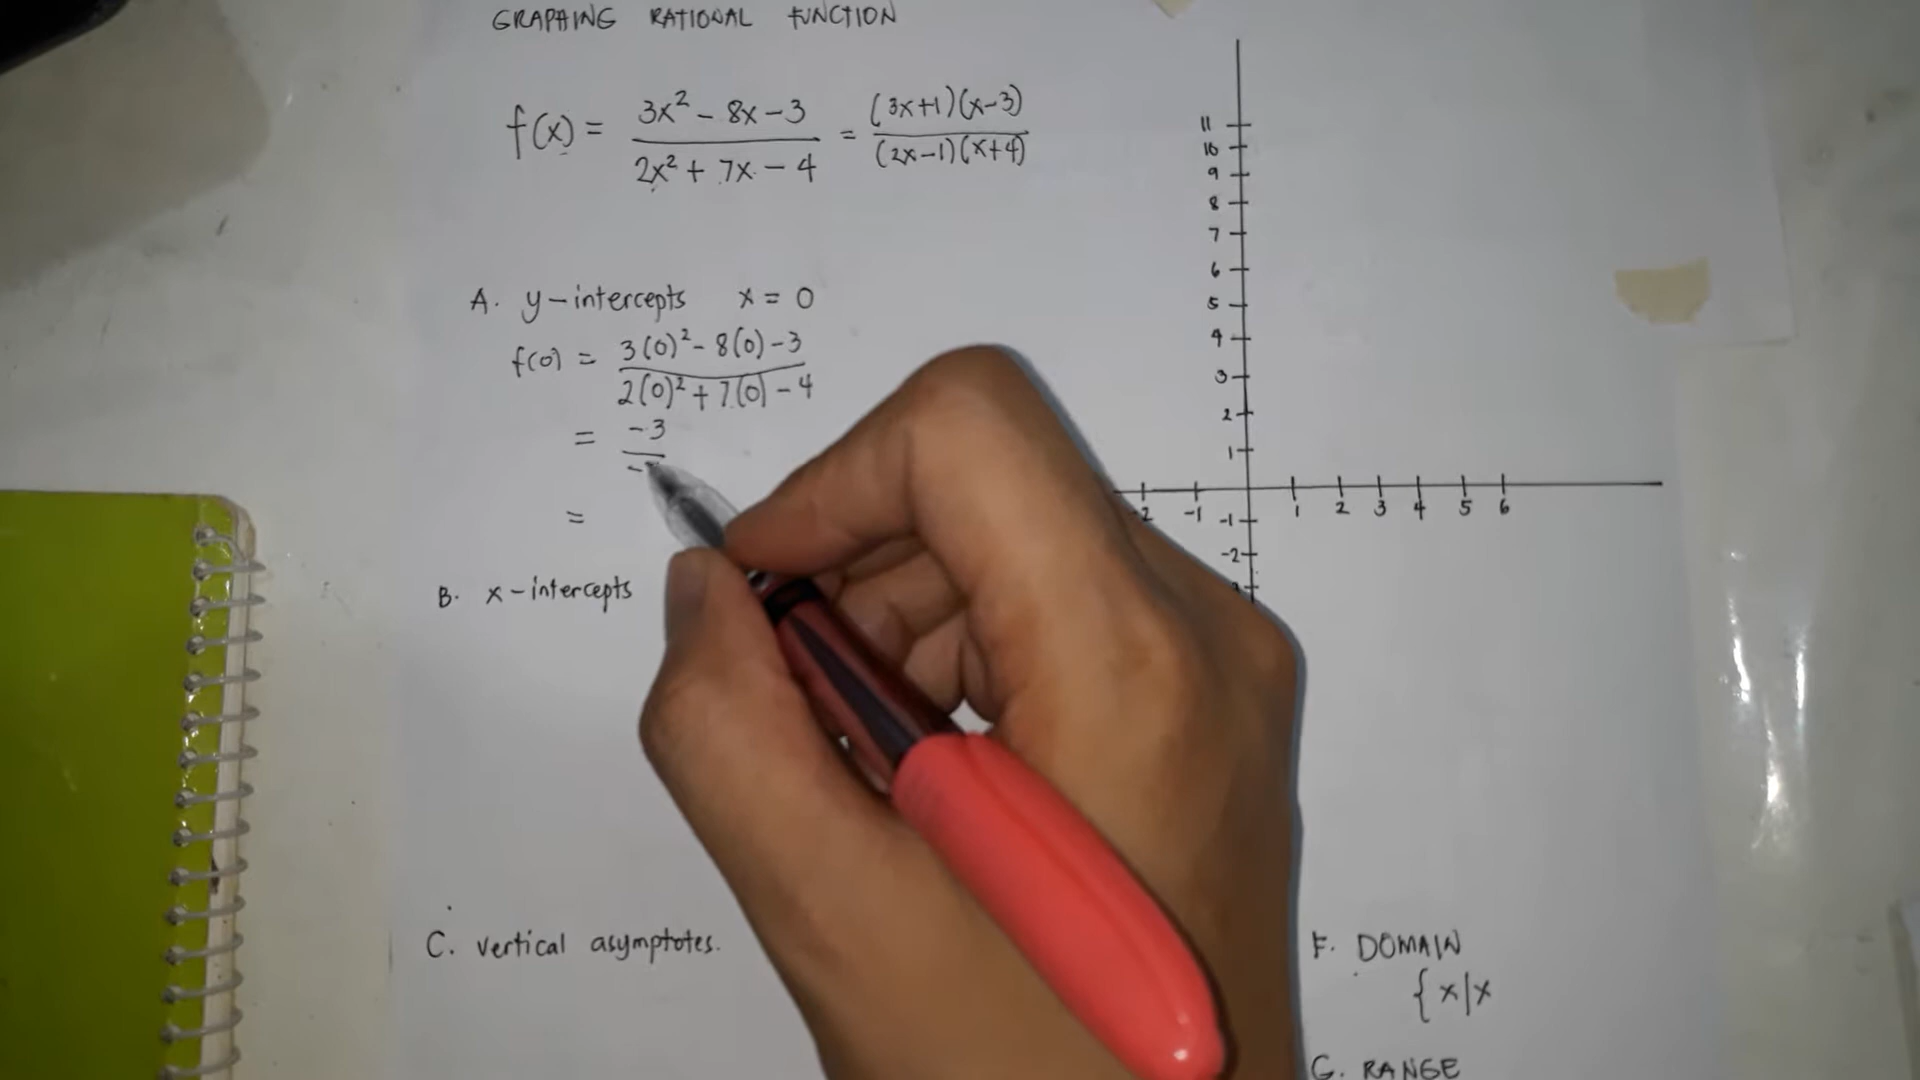 GRAPHING RATIONAL FUNCTION
f(x) = 3x² - 8x - 3 / 2x² + 7x - 4 = (3x+1)(x-3) / (2x-1)(x+4)
A. y-intercepts x = 0
f(0) = 3(0)² - 8(0) - 3 / 2(0)² + 7(0) - 4
= -3 / -
=
B. x-intercepts
C. vertical asymptotes.
11
10
9
8
7
6
5
4
3
2
1
-2 -1 1 2 3 4 5 6
-1
-2
F. DOMAIN
{x|x
G. RANGE